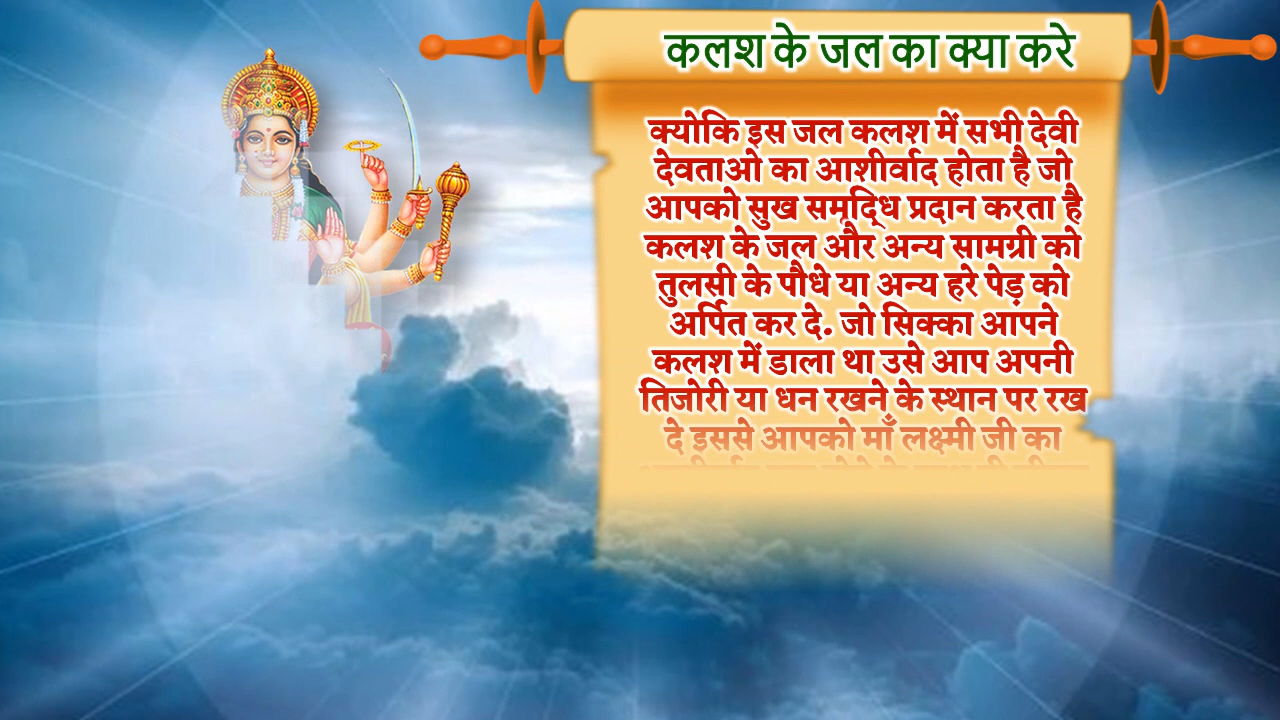 कलश के जल का क्या करे
क्योकि इस जल कलश में सभी देवी
देवताओ का आशीर्वाद होता है जो
आपको सुख समद्धि प्रदान करता है
कलश के जल और अन्य सामग्री को
तुलसी के पौधे या अन्य हरे पेड़ को
अर्पित कर दे. जो सिक्का आपने
कलश में डाला था उसे आप अपनी
तिजोरी या धन रखने के स्थान पर रख
दे इससे आपको माँ लक्ष्मी जी का